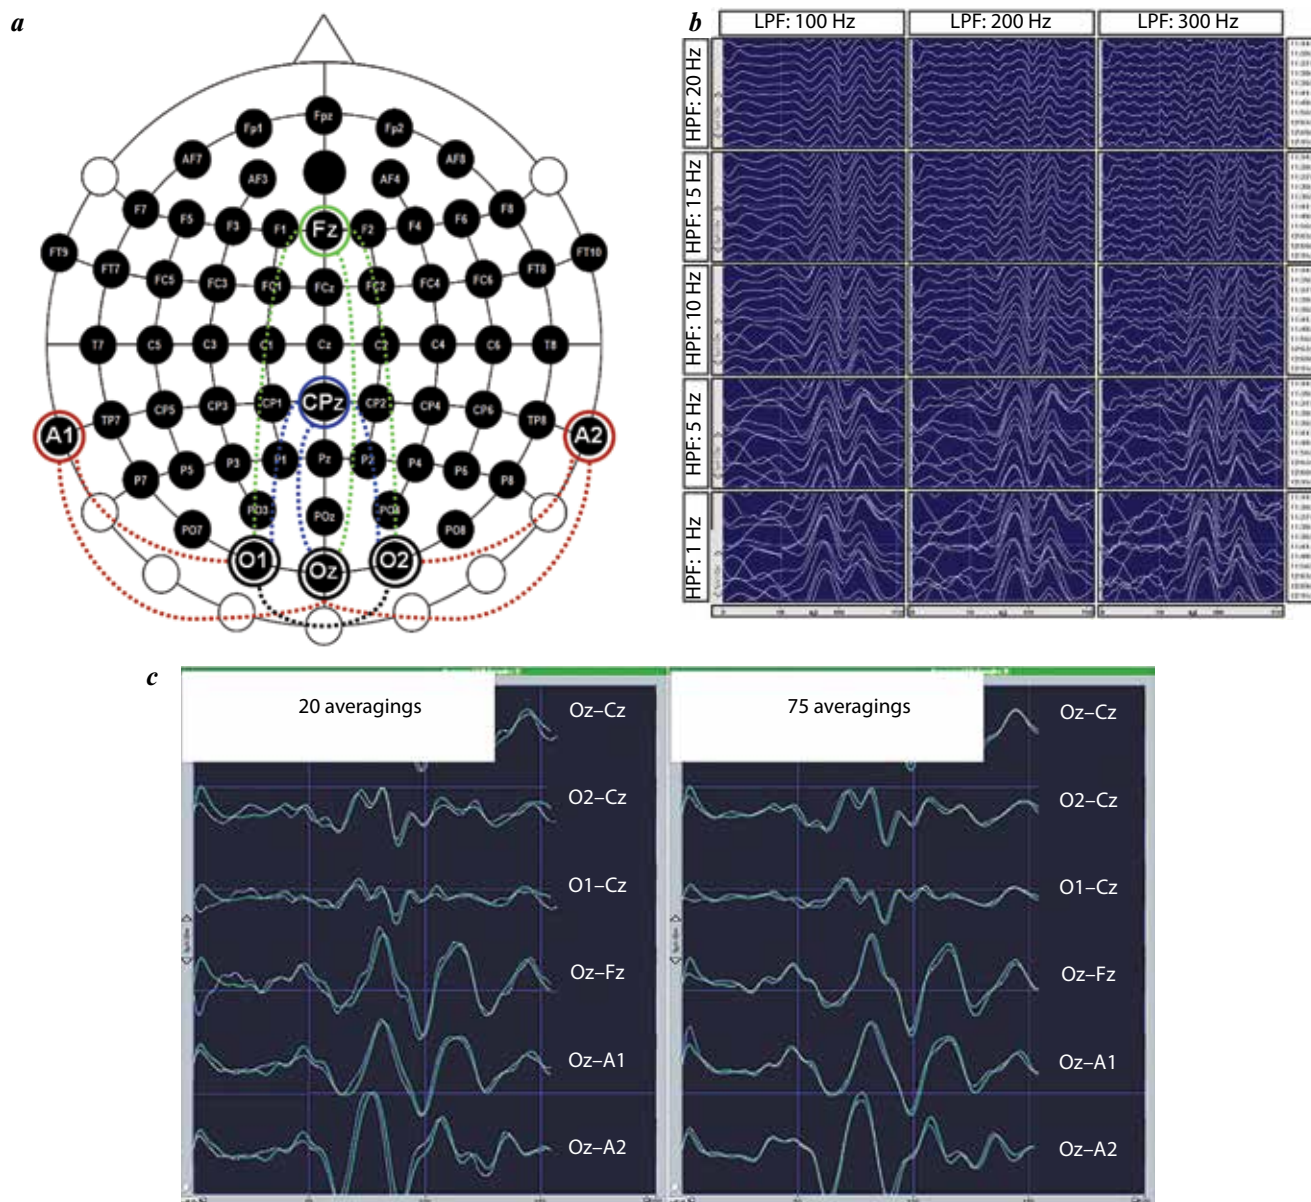 a
Fpz
Fp1
Fp2
AF7
AF8
AF3
AF4
F7
F5
F3
F1
Fz
F2
F4
F6
F8
FT9
FT7
FC5
FC3
FC1
FCz
FC2
FC4
FC6
FT8
FT10
T7
C5
C3
C1
Cz
C2
C4
C6
T8
A1
TP7
CP5
CP3
CP1
CPz
CP2
CP4
CP6
TP8
A2
P7
P5
P3
P1
Pz
P2
P4
P6
P8
PO7
PO3
POz
PO8
O1
Oz
O2
b
LPF: 100 Hz
LPF: 200 Hz
LPF: 300 Hz
HPF: 20 Hz
HPF: 15 Hz
HPF: 10 Hz
HPF: 5 Hz
HPF: 1 Hz
c
20 averagings
Oz–Cz
O2–Cz
O1–Cz
Oz–Fz
Oz–A1
Oz–A2
75 averagings
Oz–Cz
O2–Cz
O1–Cz
Oz–Fz
Oz–A1
Oz–A2